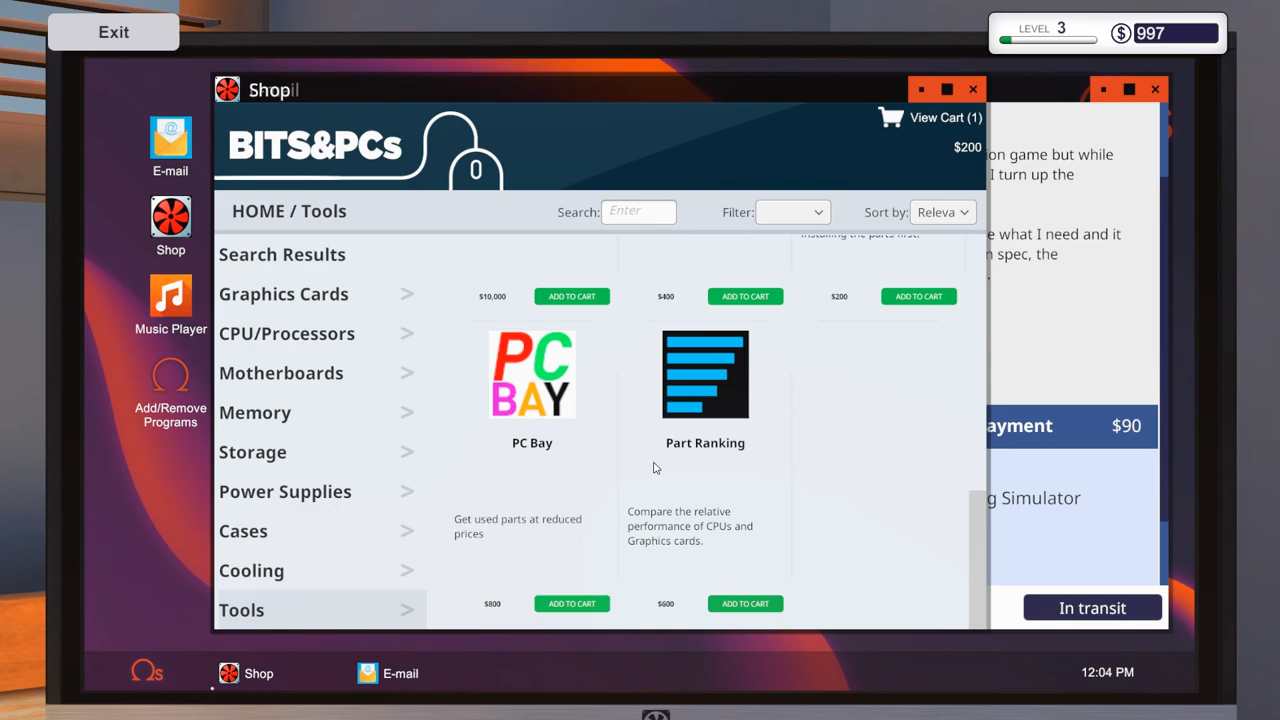 Exit
LEVEL 3
$ 997
Shop
BITS&PCs
View Cart (1)
$200
HOME / Tools
Search: Enter
Filter:
Sort by: Releva
E-mail
Shop
Music Player
Add/Remove
Programs
Search Results
Graphics Cards >
CPU/Processors >
Motherboards >
Memory >
Storage >
Power Supplies >
Cases >
Cooling >
Tools >
installing the parts first.
$10,000 ADD TO CART
$400 ADD TO CART
$200 ADD TO CART
PC
BAY
PC Bay
Part Ranking
Get used parts at reduced
prices
Compare the relative
performance of CPUs and
Graphics cards.
$800 ADD TO CART
$600 ADD TO CART
on game but while
I turn up the
e what I need and it
spec, the
ayment $90
g Simulator
In transit
Shop
E-mail
12:04 PM